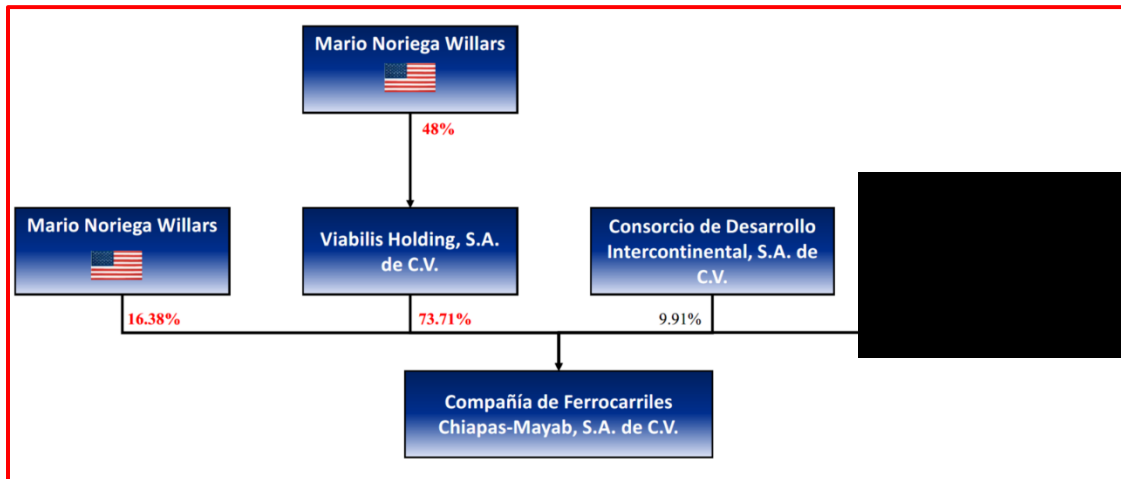 Mario Noriega Willars
48%
Mario Noriega Willars
Viabilis Holding, S.A.
de C.V.
Consorcio de Desarrollo
Intercontinental, S.A. de
C.V.
16.38%
73.71%
9.91%
Compañía de Ferrocarriles
Chiapas-Mayab, S.A. de C.V.